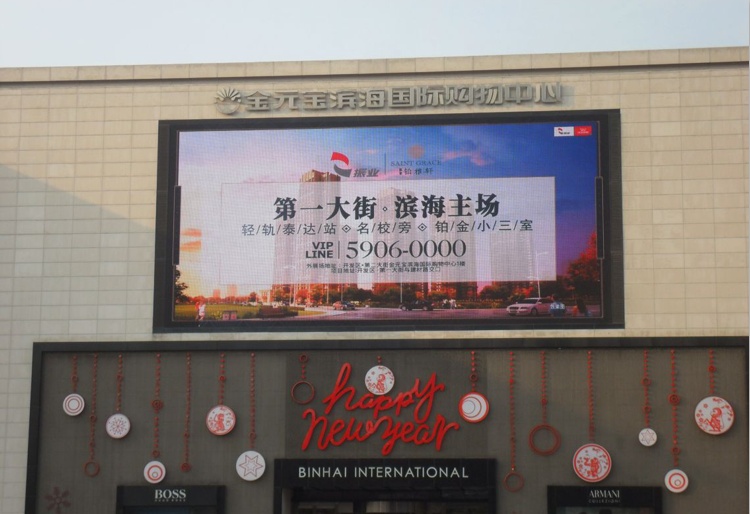 金元宝滨海国际购物中心
振业
SAINT GRACE
第一大街 滨海主场
轻/轨/泰/达/站 名/校/旁 铂/金/小/三/室
VIP LINE 5906-0000
happy
new year
BINHAI INTERNATIONAL
BOSS
ARMANI